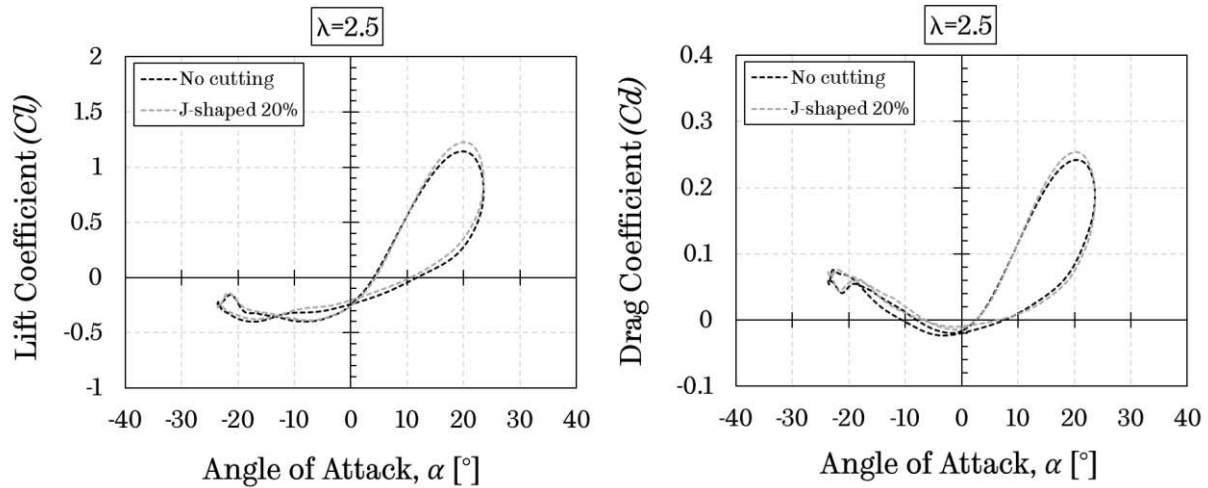 λ=2.5
Lift Coefficient (Cl)
2
1.5
1
0.5
0
-0.5
-1
No cutting
J-shaped 20%
-40 -30 -20 -10 0 10 20 30 40
Angle of Attack, α [°]
λ=2.5
Drag Coefficient (Cd)
0.4
0.3
0.2
0.1
0
-0.1
No cutting
J-shaped 20%
-40 -30 -20 -10 0 10 20 30 40
Angle of Attack, α [°]